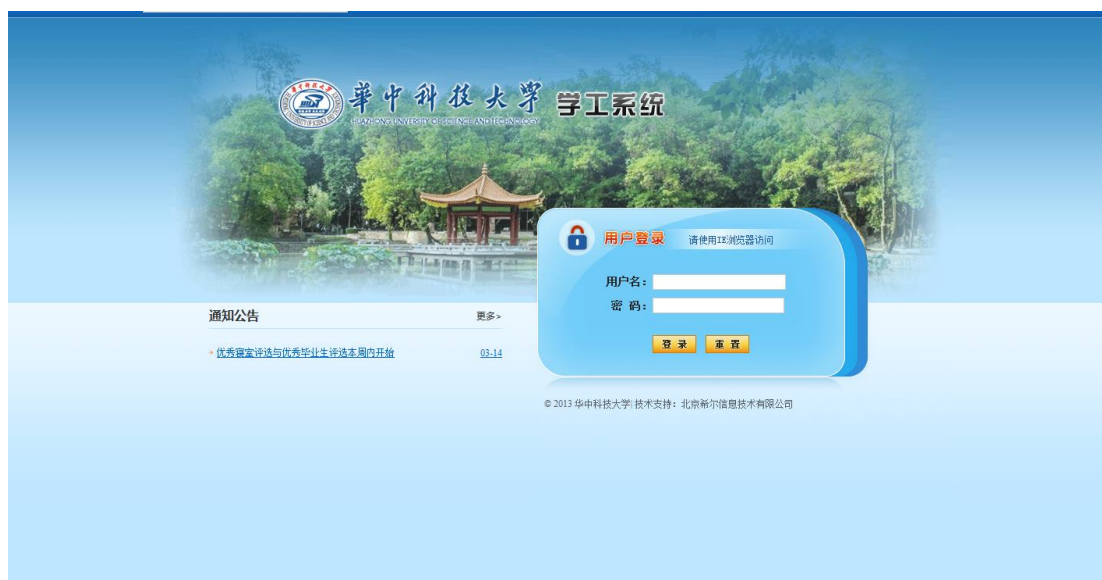 華中科技大学 学工系统
HUAZHONG UNIVERSITY OF SCIENCE AND TECHNOLOGY
用户登录 请使用IE浏览器访问
用户名:
密 码:
登 录 重 置
通知公告 更多>
优秀寝室评选与优秀毕业生评选本周内开始 03-14
© 2013 华中科技大学| 技术支持：北京希尔信息技术有限公司